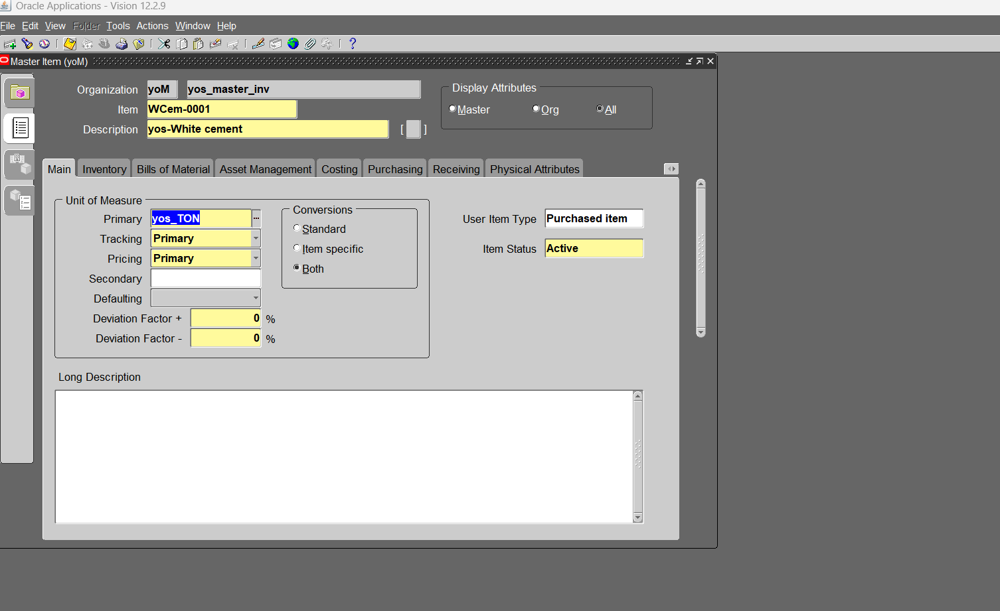 Oracle Applications - Vision 12.2.9
File Edit View Folder Tools Actions Window Help
?
Master Item (yoM)
Organization yoM yos_master_inv
Item WCem-0001
Description yos-White cement [ ]
Display Attributes
Master Org All
Main Inventory Bills of Material Asset Management Costing Purchasing Receiving Physical Attributes
Unit of Measure
Primary yos_TON ...
Tracking Primary
Pricing Primary
Secondary
Defaulting
Deviation Factor + 0 %
Deviation Factor - 0 %
Conversions
Standard
Item specific
Both
User Item Type Purchased item
Item Status Active
Long Description